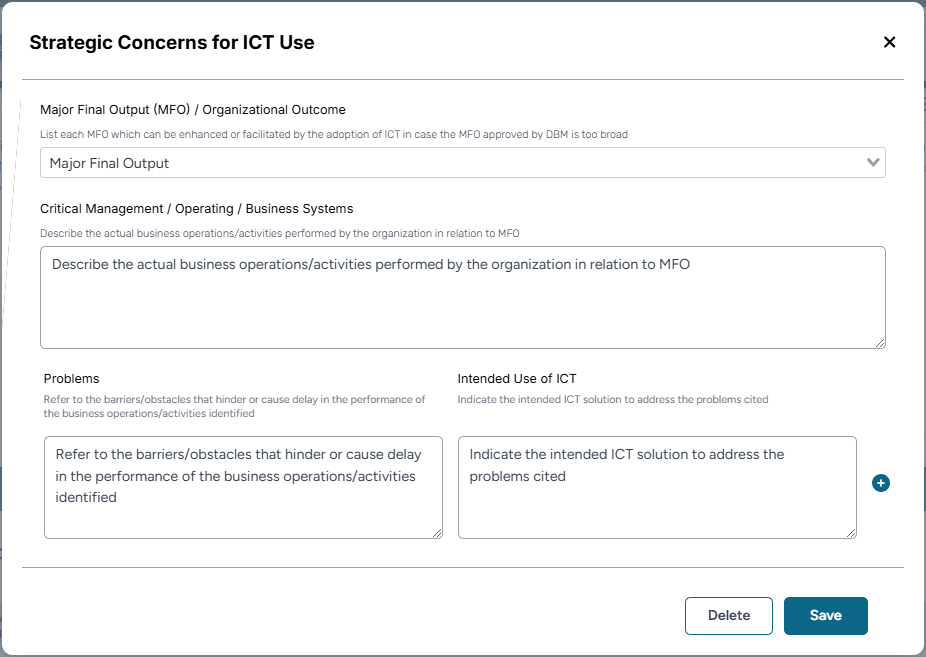 Strategic Concerns for ICT Use
Major Final Output (MFO) / Organizational Outcome
List each MFO which can be enhanced or facilitated by the adoption of ICT in case the MFO approved by DBM is too broad
Major Final Output
Critical Management / Operating / Business Systems
Describe the actual business operations/activities performed by the organization in relation to MFO
Describe the actual business operations/activities performed by the organization in relation to MFO
Problems
Refer to the barriers/obstacles that hinder or cause delay in the performance of
the business operations/activities identified
Refer to the barriers/obstacles that hinder or cause delay
in the performance of the business operations/activities
identified
Intended Use of ICT
Indicate the intended ICT solution to address the problems cited
Indicate the intended ICT solution to address the
problems cited
Delete
Save